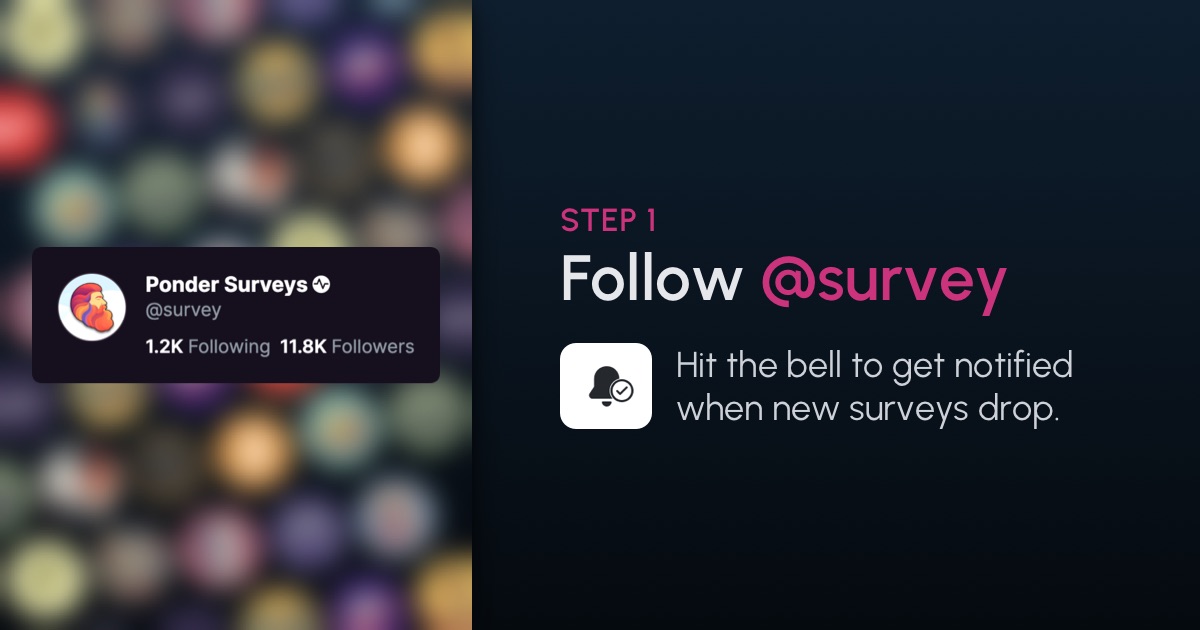 Ponder Surveys
@survey
1.2K Following 11.8K Followers
STEP 1
Follow @survey
Hit the bell to get notified
when new surveys drop.